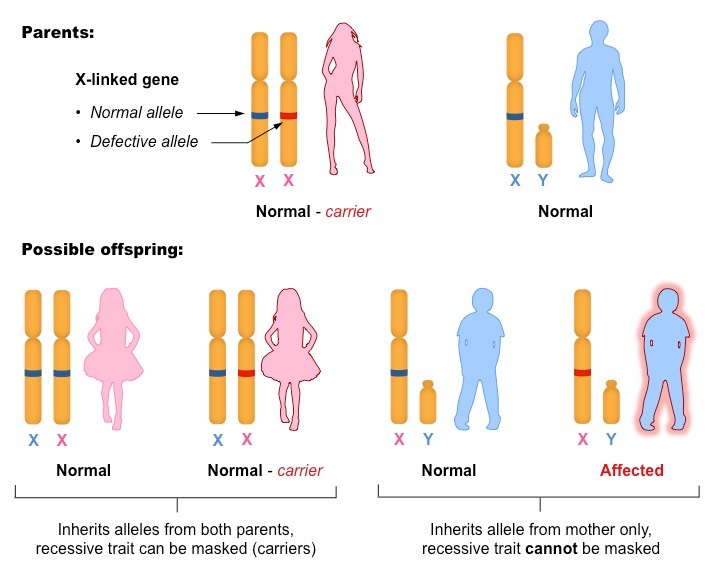 Parents:
X-linked gene
• Normal allele
• Defective allele
X X
X Y
Normal - carrier
Normal
Possible offspring:
X X
X X
X Y
X Y
Normal
Normal - carrier
Normal
Affected
Inherits alleles from both parents,
recessive trait can be masked (carriers)
Inherits allele from mother only,
recessive trait cannot be masked